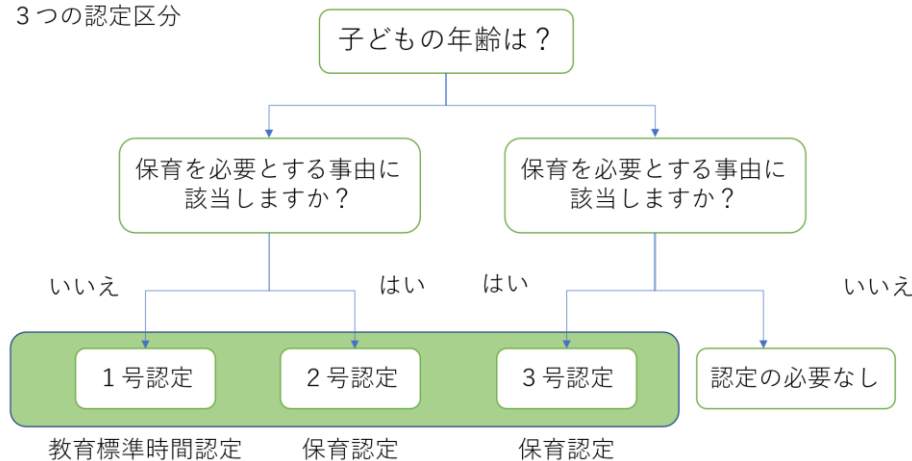 ３つの認定区分
子どもの年齢は？
保育を必要とする事由に
該当しますか？
保育を必要とする事由に
該当しますか？
いいえ
はい
はい
いいえ
１号認定
２号認定
３号認定
認定の必要なし
教育標準時間認定
保育認定
保育認定